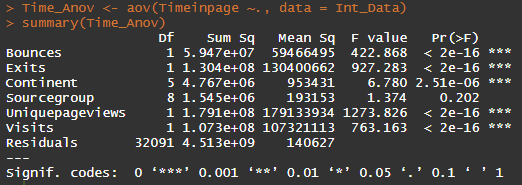 > Time_Anov <- aov(Timeinpage ~., data = Int_Data)
> summary(Time_Anov)
Df Sum Sq Mean Sq F value Pr(>F)
Bounces 1 5.947e+07 59466495 422.868 < 2e-16 ***
Exits 1 1.304e+08 130400662 927.283 < 2e-16 ***
Continent 5 4.767e+06 953431 6.780 2.51e-06 ***
Sourcegroup 8 1.545e+06 193153 1.374 0.202
Uniquepageviews 1 1.791e+08 179133934 1273.826 < 2e-16 ***
Visits 1 1.073e+08 107321113 763.163 < 2e-16 ***
Residuals 32091 4.513e+09 140627
---
Signif. codes: 0 ‘***’ 0.001 ‘**’ 0.01 ‘*’ 0.05 ‘.’ 0.1 ‘ ’ 1